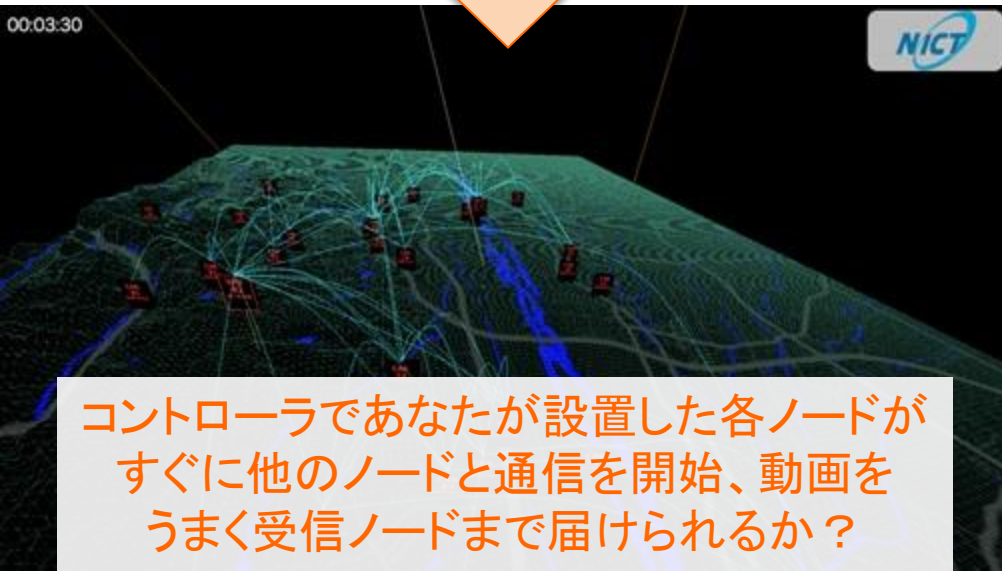 00:03:30
NICT
コントローラであなたが設置した各ノードが
すぐに他のノードと通信を開始、動画を
うまく受信ノードまで届けられるか？